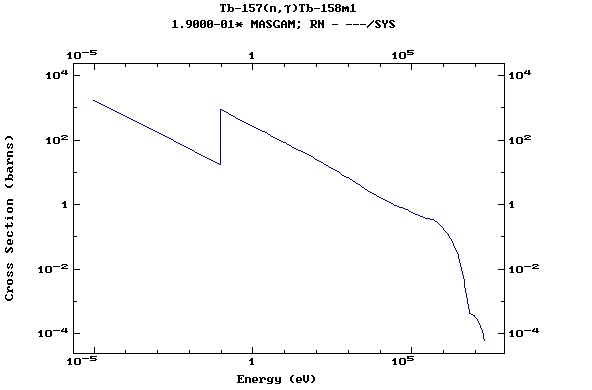 Tb-157(n,γ)Tb-158m1
1.9000-01* MASGAM; RN - ---/SYS
10⁻⁵ 1 10⁵
10⁴ 10⁴
10² 10²
1 1
10⁻² 10⁻²
10⁻⁴ 10⁻⁴
10⁻⁵ 1 10⁵
Cross Section (barns)
Energy (eV)